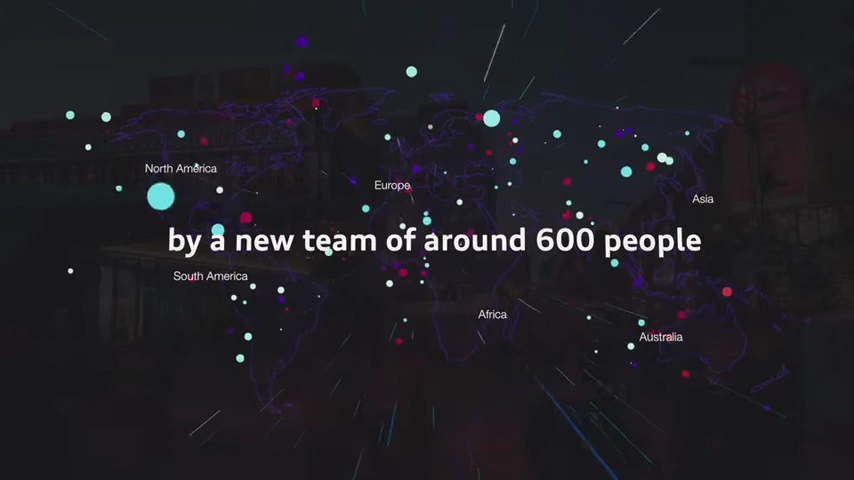 North America
Europe
Asia
by a new team of around 600 people
South America
Africa
Australia